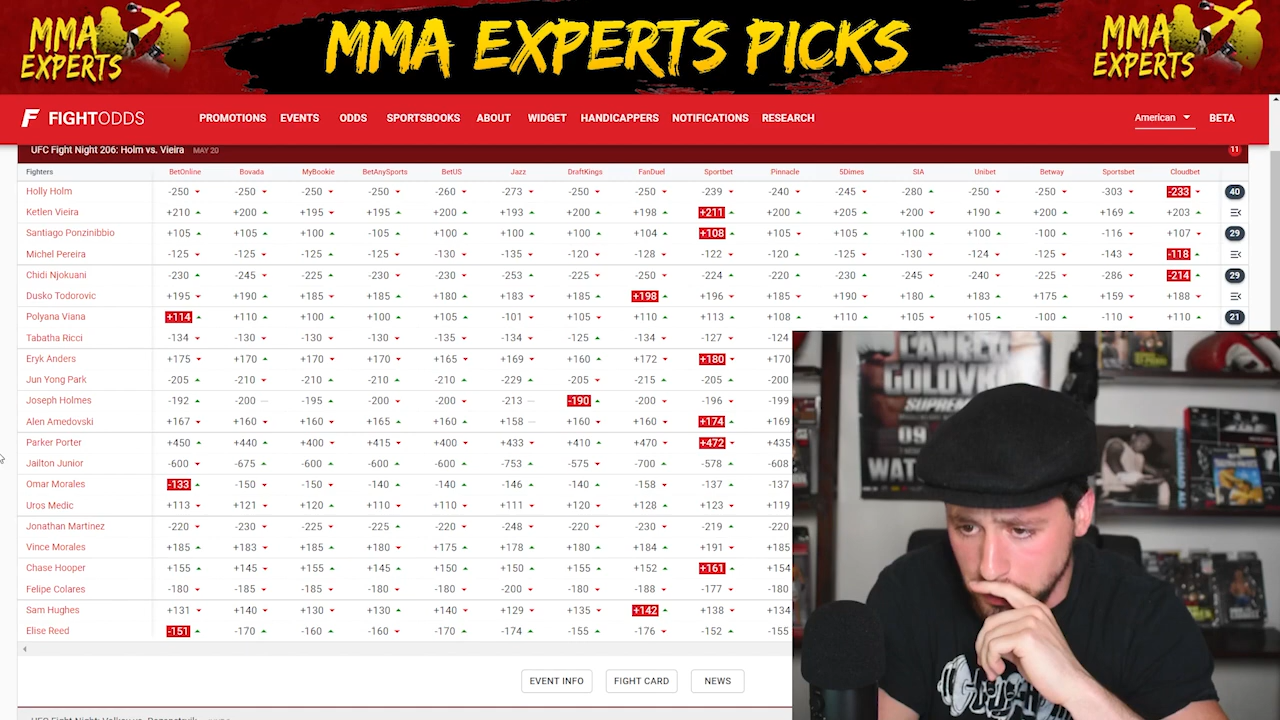 MMA EXPERTS
MMA EXPERTS PICKS
MMA EXPERTS
FIGHTODDS PROMOTIONS EVENTS ODDS SPORTSBOOKS ABOUT WIDGET HANDICAPPERS NOTIFICATIONS RESEARCH American BETA
UFC Fight Night 206: Holm vs. Vieira MAY 20 11
Fighters BetOnline Bovada MyBookie BetAnySports BetUS Jazz DraftKings FanDuel Sportbet Pinnacle 5Dimes SIA Unibet Betway Sportsbet Cloudbet
Holly Holm -250 -250 -250 -250 -260 -273 -250 -250 -239 -240 -245 -280 -250 -250 -303 -233 40
Ketlen Vieira +210 +200 +195 +195 +200 +193 +200 +198 +211 +200 +205 +200 +190 +200 +169 +203
Santiago Ponzinibbio +105 +105 +100 -105 +100 +100 +100 +104 +108 +105 +105 +100 +100 -100 -116 +107 29
Michel Pereira -125 -125 -125 -125 -130 -135 -120 -128 -122 -120 -125 -130 -124 -125 -143 -118
Chidi Njokuani -230 -245 -225 -230 -230 -253 -225 -250 -224 -220 -230 -245 -240 -225 -286 -214 29
Dusko Todorovic +195 +190 +185 +185 +180 +183 +185 +198 +196 +185 +190 +180 +183 +175 +159 +188
Polyana Viana +114 +110 +100 +100 +105 -101 +105 +110 +113 +108 +110 +105 +105 -100 -110 +110 21
Tabatha Ricci -134 -130 -130 -130 -135 -134 -125 -134 -127 -124
Eryk Anders +175 +170 +170 +170 +165 +169 +160 +172 +180 +170
Jun Yong Park -205 -210 -210 -210 -210 -229 -205 -215 -205 -200
Joseph Holmes -192 -200 -195 -200 -200 -213 -190 -200 -196 -199
Alen Amedovski +167 +160 +160 +165 +160 +158 +160 +160 +174 +169
Parker Porter +450 +440 +400 +415 +400 +433 +410 +470 +472 +435
Jailton Junior -600 -675 -600 -600 -600 -753 -575 -700 -578 -608
Omar Morales -133 -150 -150 -140 -140 -146 -140 -158 -137 -137
Uros Medic +113 +121 +120 +110 +110 +111 +120 +128 +123 +119
Jonathan Martinez -220 -230 -225 -225 -220 -248 -220 -230 -219 -220
Vince Morales +185 +183 +185 +180 +175 +178 +180 +184 +191 +185
Chase Hooper +155 +145 +155 +145 +150 +150 +155 +152 +161 +154
Felipe Colares -180 -185 -185 -180 -180 -200 -180 -188 -177 -180
Sam Hughes +131 +140 +130 +130 +140 +129 +135 +142 +138 +134
Elise Reed -151 -170 -160 -160 -170 -174 -155 -176 -152 -155
EVENT INFO FIGHT CARD NEWS
GOLOVKIN
SUPREM
09
WAT